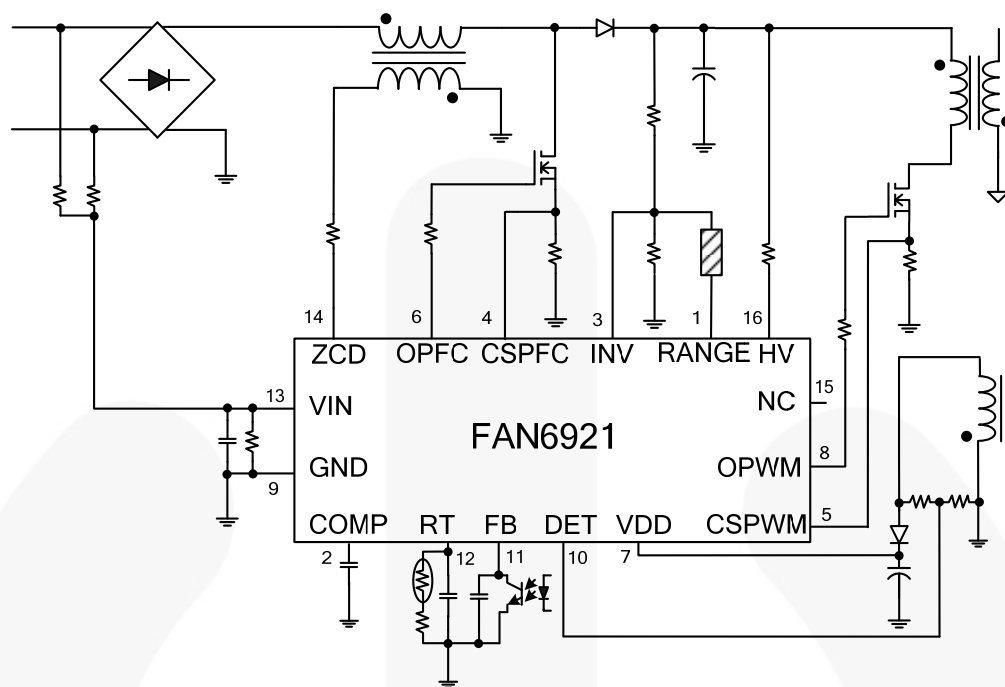 14 6 4 3 1 16
ZCD OPFC CSPFC INV RANGE HV
13 VIN NC 15
FAN6921
GND OPWM 8
9
COMP RT FB DET VDD CSPWM 5
2 12 11 10 7